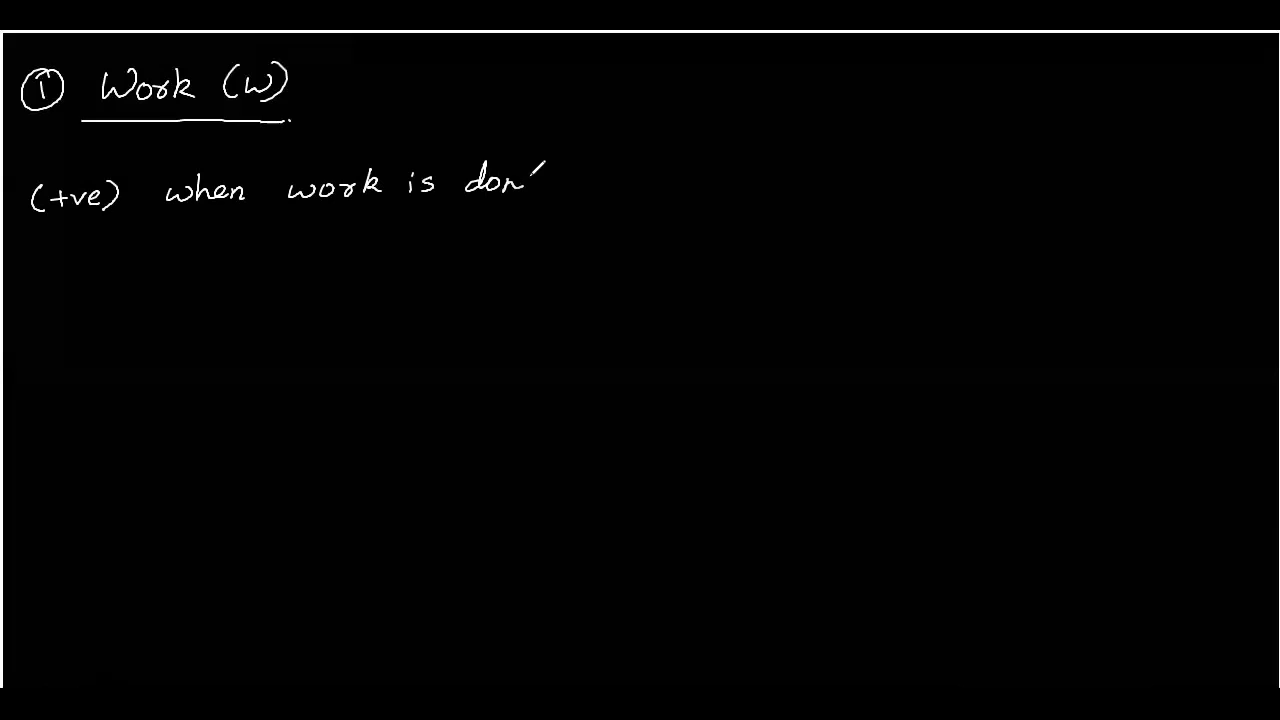 ① Work (W)
(+ve) when work is don